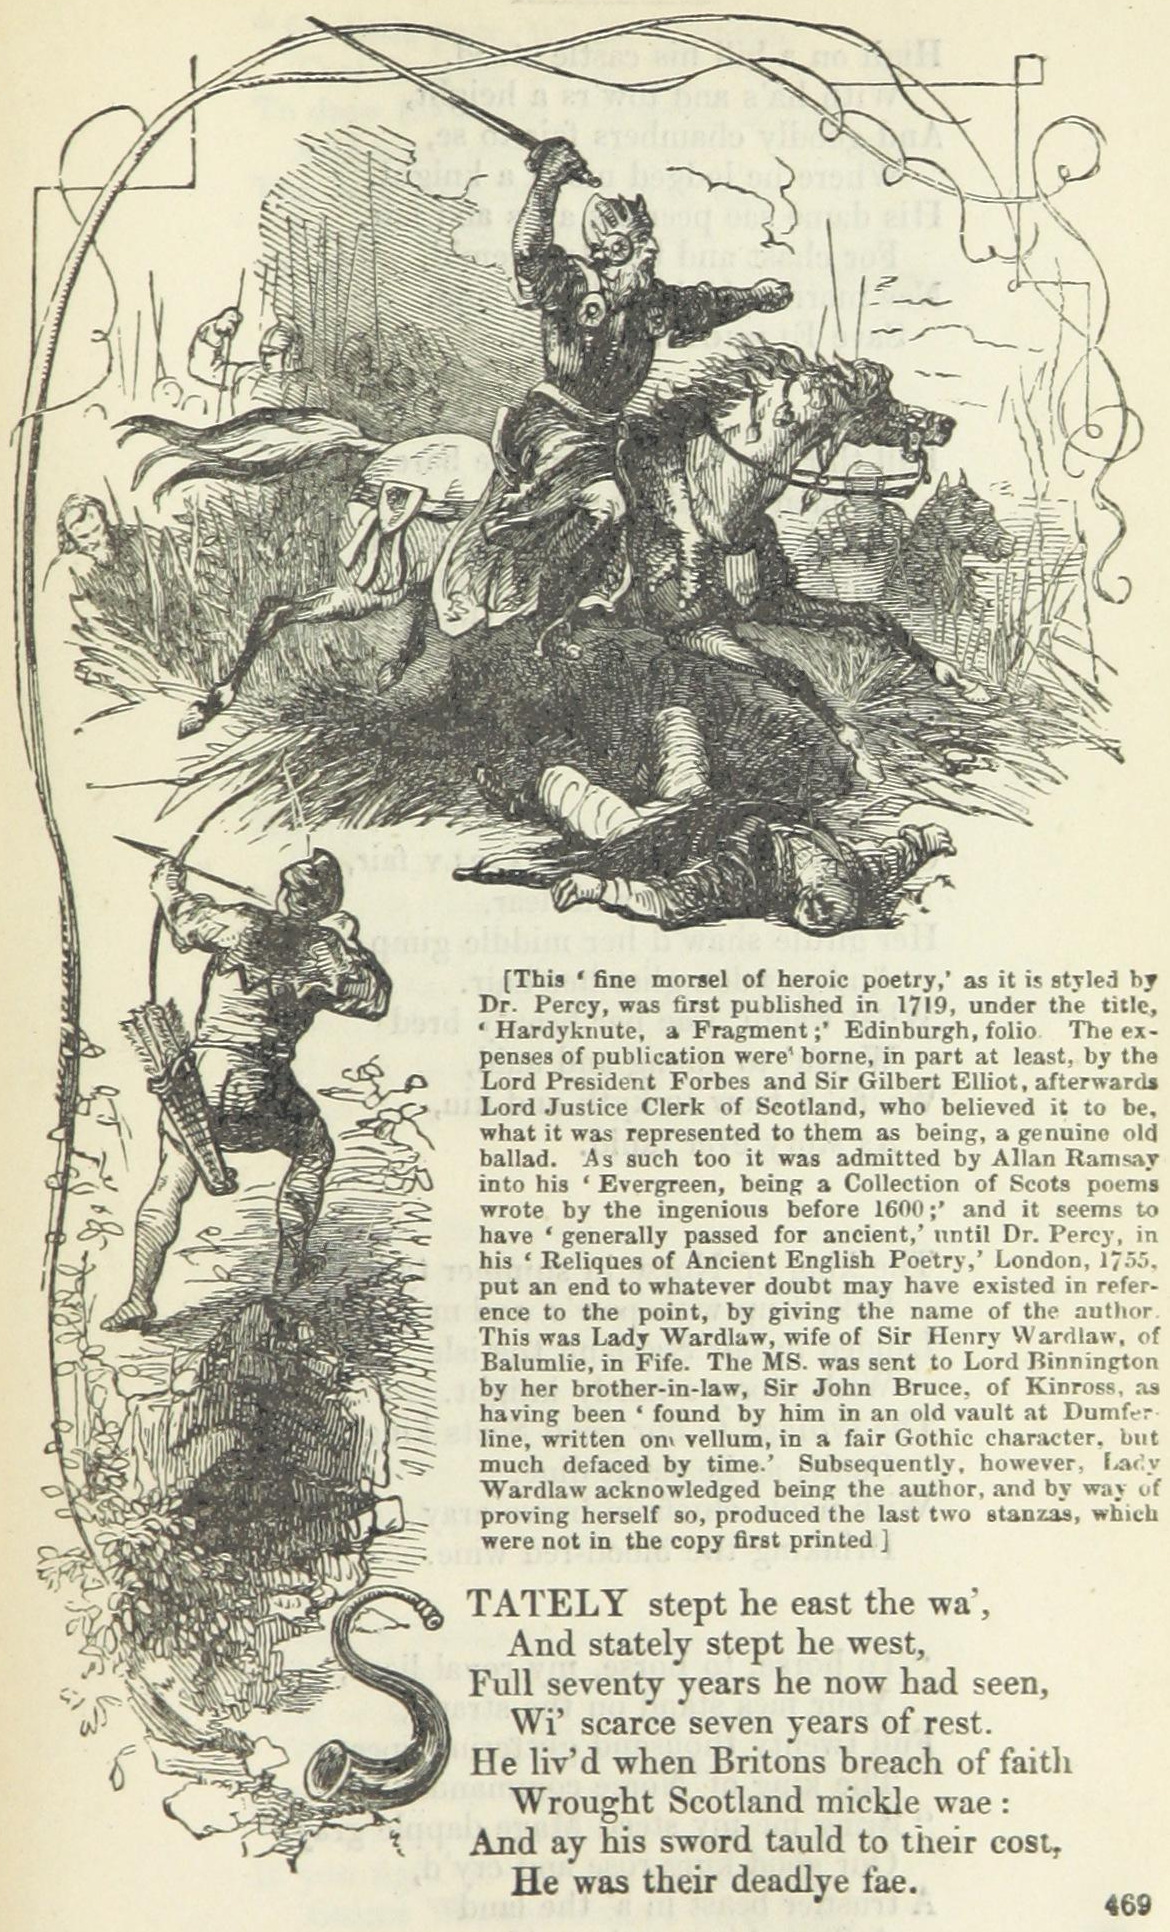 [This ‘ fine morsel of heroic poetry,’ as it is styled by
Dr. Percy, was first published in 1719, under the title,
‘ Hardyknute, a Fragment ;’ Edinburgh, folio  The ex-
penses of publication were borne, in part at least, by the
Lord President Forbes and Sir Gilbert Elliot, afterwards
Lord Justice Clerk of Scotland, who believed it to be,
what it was represented to them as being, a genuine old
ballad. As such too it was admitted by Allan Ramsay
into his ‘ Evergreen, being a Collection of Scots poems
wrote by the ingenious before 1600 ;’ and it seems to
have ‘ generally passed for ancient,’ until Dr. Percy, in
his ‘ Reliques of Ancient English Poetry,’ London, 1755,
put an end to whatever doubt may have existed in refer-
ence to the point, by giving the name of the author.
This was Lady Wardlaw, wife of Sir Henry Wardlaw, of
Balumlie, in Fife. The MS. was sent to Lord Binnington
by her brother-in-law, Sir John Bruce, of Kinross, as
having been ‘ found by him in an old vault at Dumfer-
line, written on vellum, in a fair Gothic character, but
much defaced by time.’ Subsequently, however, Lady
Wardlaw acknowledged being the author, and by way of
proving herself so, produced the last two stanzas, which
were not in the copy first printed ]
STATELY stept he east the wa’,
And stately stept he west,
Full seventy years he now had seen,
Wi’ scarce seven years of rest.
He liv’d when Britons breach of faith
Wrought Scotland mickle wae :
And ay his sword tauld to their cost,
He was their deadlye fae.
469